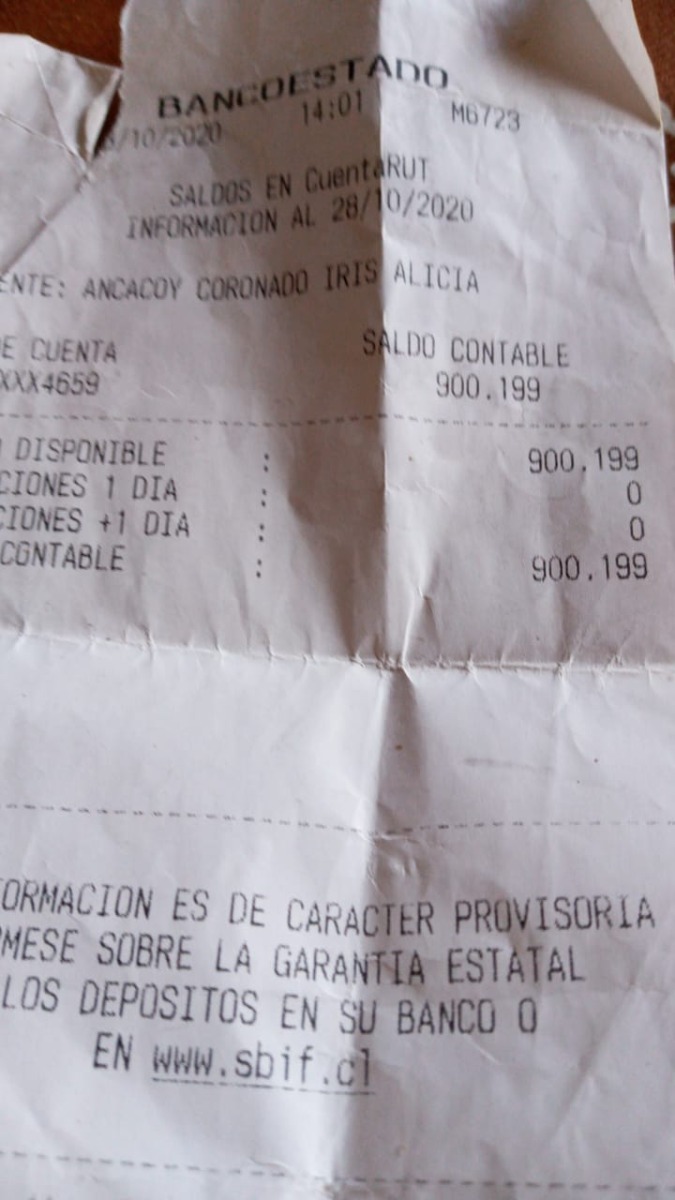 BANCOESTADO
/10/2020 14:01 M6723
SALDOS EN CuentaRUT
INFORMACION AL 28/10/2020
ENTE: ANCACOY CORONADO IRIS ALICIA
E CUENTA SALDO CONTABLE
XXX4659 900.199
DISPONIBLE : 900.199
CIONES 1 DIA : 0
CIONES +1 DIA : 0
CONTABLE : 900.199
ORMACION ES DE CARACTER PROVISORIA
MESE SOBRE LA GARANTIA ESTATAL
LOS DEPOSITOS EN SU BANCO O
EN www.sbif.cl